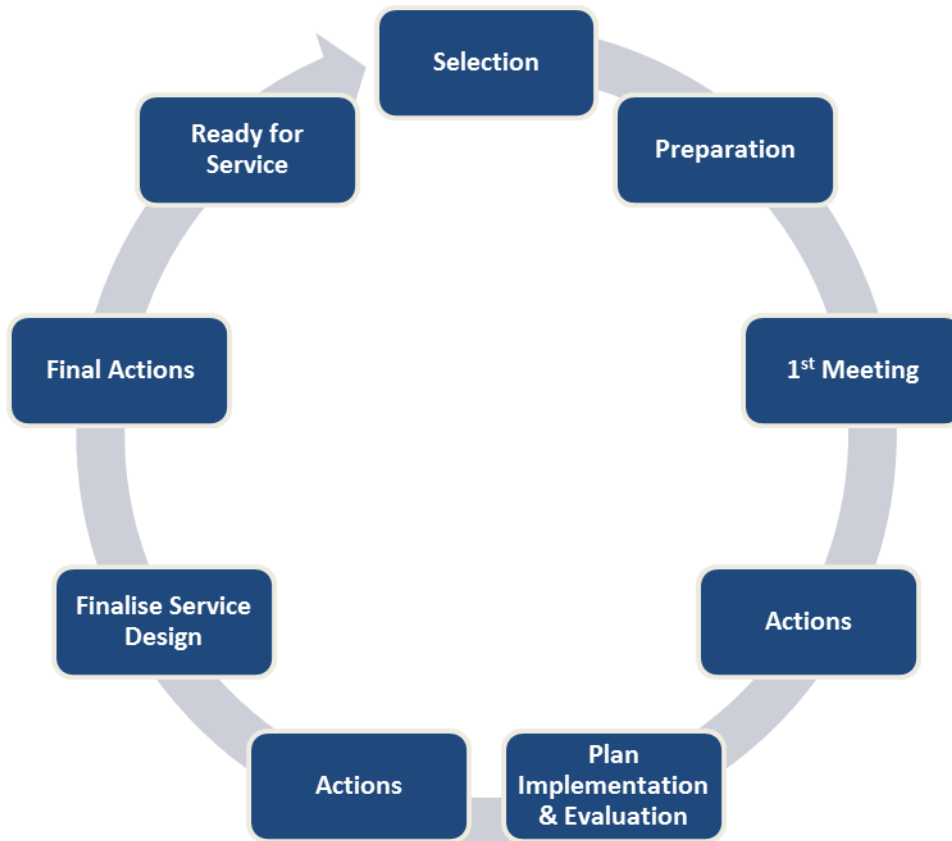 Selection
Preparation
1st Meeting
Actions
Plan
Implementation
& Evaluation
Actions
Finalise Service
Design
Final Actions
Ready for
Service